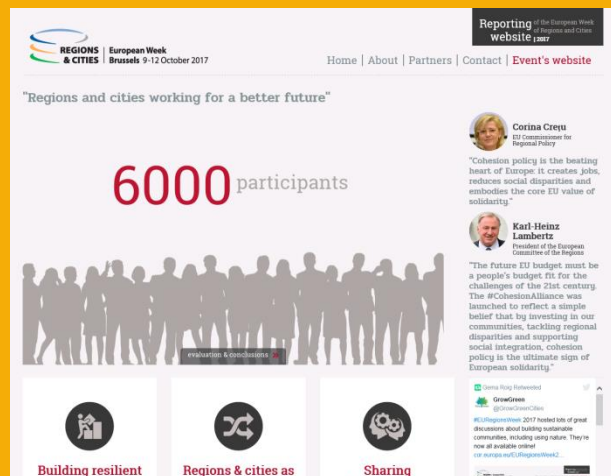 Reporting of the European Week
website of Regions and Cities
| 2017
REGIONS & CITIES
European Week
Brussels 9-12 October 2017
Home | About | Partners | Contact | Event's website
"Regions and cities working for a better future"
6000 participants
evaluation & conclusions »
Corina Crețu
EU Commissioner for
Regional Policy
"Cohesion policy is the beating
heart of Europe: it creates jobs,
reduces social disparities and
embodies the core EU value of
solidarity."
Karl-Heinz
Lambertz
President of the European
Committee of the Regions
"The future EU budget must be
a people's budget fit for the
challenges of the 21st century.
The #CohesionAlliance was
launched to reflect a simple
belief that by investing in our
communities, tackling regional
disparities and supporting
social integration, cohesion
policy is the ultimate sign of
European solidarity."
Gema Roig Retweeted
GrowGreen
@GrowGreenCities
#EURegionsWeek 2017 hosted lots of great
discussions about building sustainable
communities, including using nature. They're
now all available online!
cor.europa.eu/EURegionsWeek2...
Building resilient
Regions & cities as
Sharing